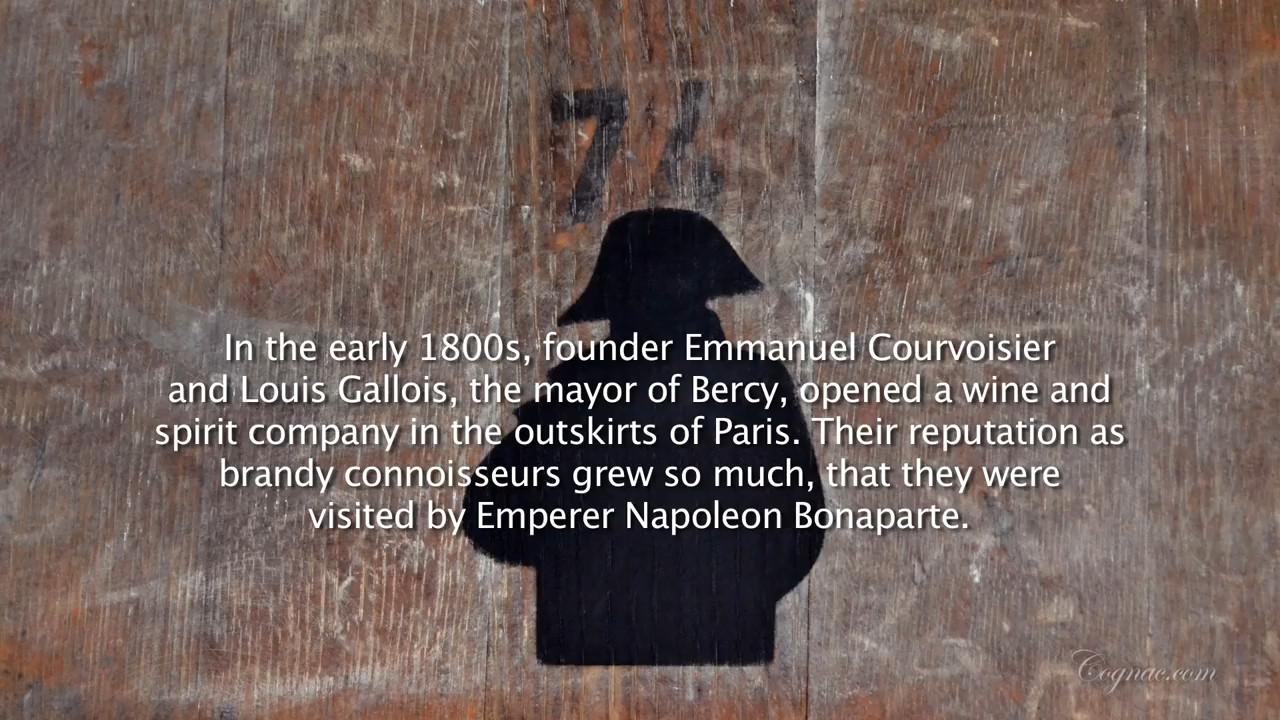 74
In the early 1800s, founder Emmanuel Courvoisier
and Louis Gallois, the mayor of Bercy, opened a wine and
spirit company in the outskirts of Paris. Their reputation as
brandy connoisseurs grew so much, that they were
visited by Emperer Napoleon Bonaparte.
Cognac.com